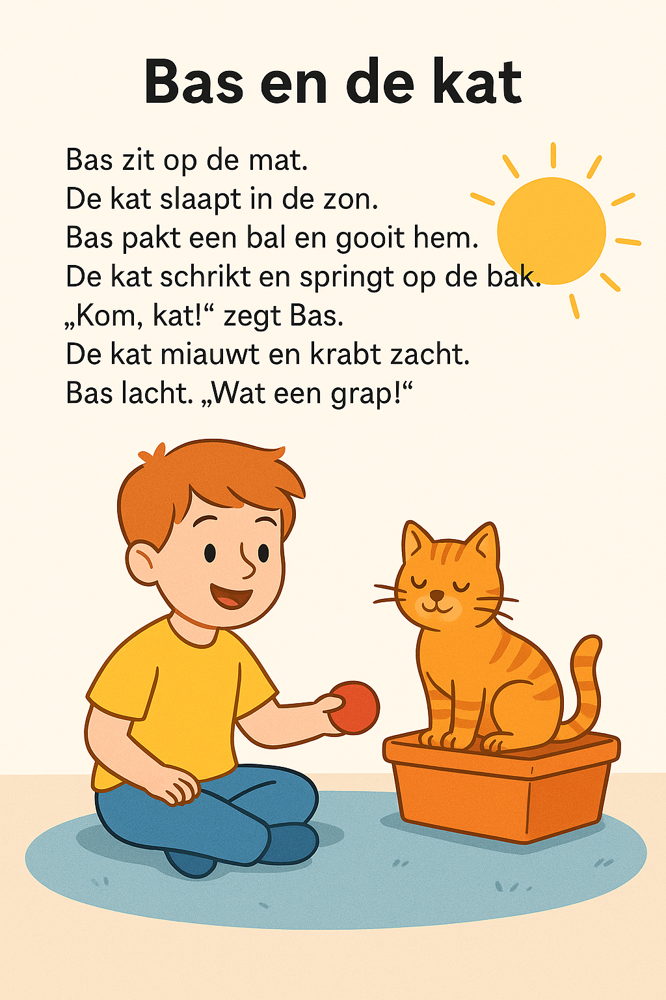 Bas en de kat
Bas zit op de mat.
De kat slaapt in de zon.
Bas pakt een bal en gooit hem.
De kat schrikt en springt op de bak.
„Kom, kat!“ zegt Bas.
De kat miauwt en krabt zacht.
Bas lacht. „Wat een grap!“